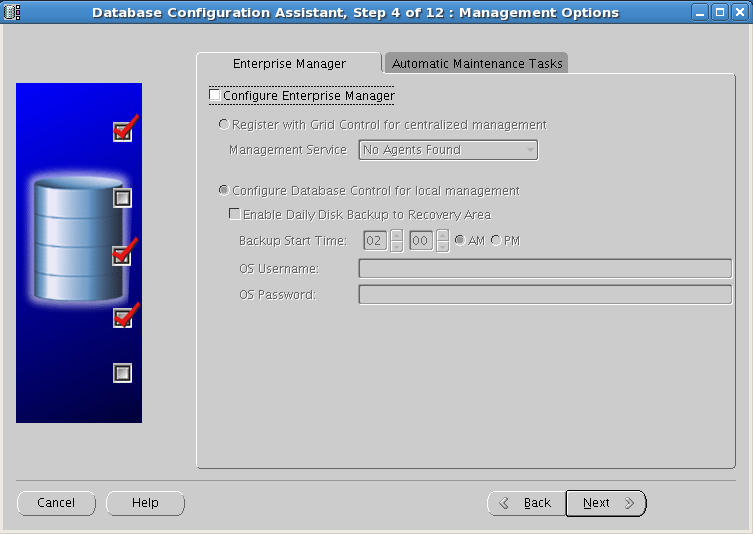 Database Configuration Assistant, Step 4 of 12 : Management Options
Enterprise Manager
Automatic Maintenance Tasks
Configure Enterprise Manager
Register with Grid Control for centralized management
Management Service No Agents Found
Configure Database Control for local management
Enable Daily Disk Backup to Recovery Area
Backup Start Time: 02 00 AM PM
OS Username:
OS Password:
Cancel Help Back Next